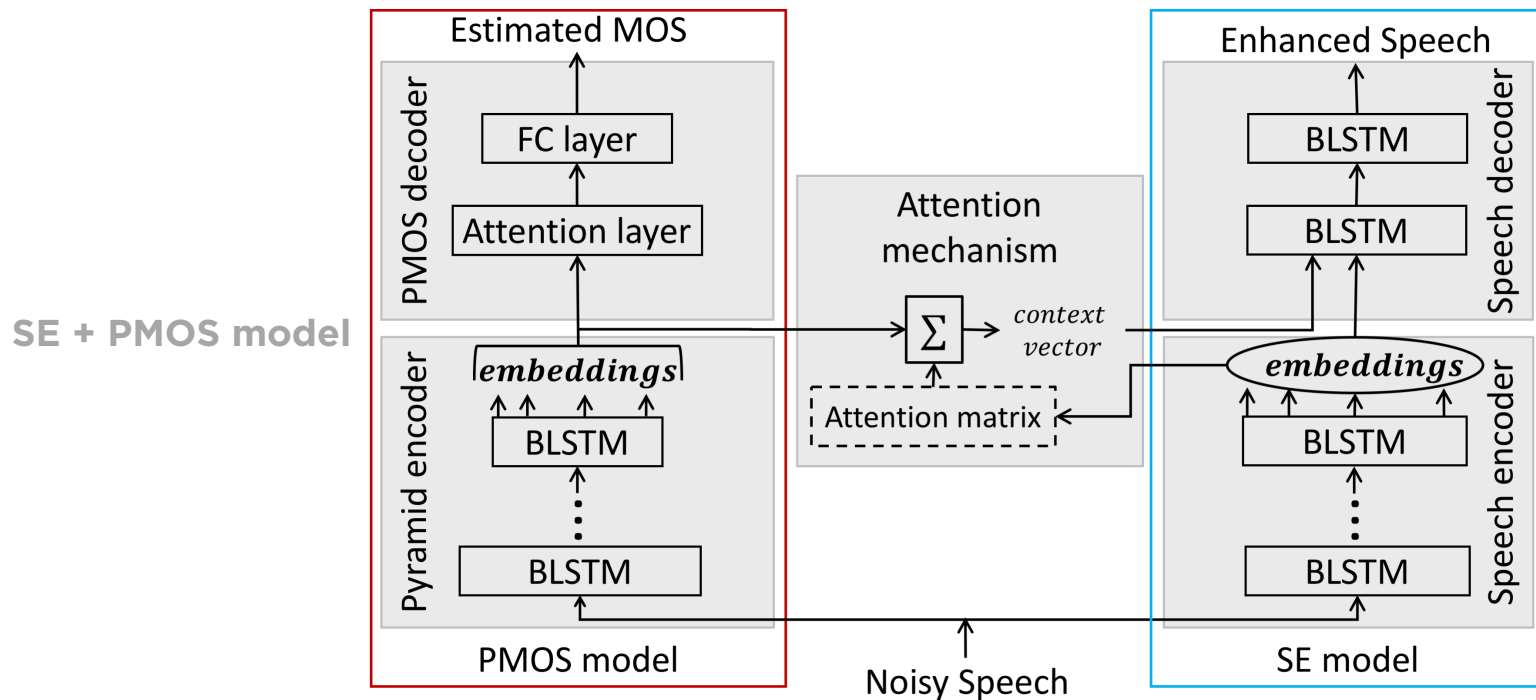 SE + PMOS model
Estimated MOS
PMOS decoder
FC layer
Attention layer
Pyramid encoder
embeddings
BLSTM
BLSTM
PMOS model
Attention
mechanism
Σ
context
vector
Attention matrix
Noisy Speech
Enhanced Speech
Speech decoder
BLSTM
BLSTM
Speech encoder
embeddings
BLSTM
BLSTM
SE model